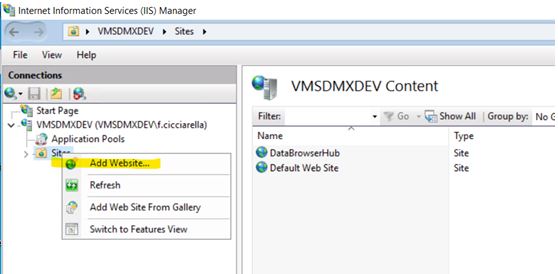 Internet Information Services (IIS) Manager
VMSDMXDEV Sites
File View Help
Connections
Start Page
VMSDMXDEV (VMSDMXDEV\f.cicciarella)
Application Pools
Sites
Add Website...
Refresh
Add Web Site From Gallery
Switch to Features View
VMSDMXDEV Content
Filter: Go Show All Group by: No G
Name Type
DataBrowserHub Site
Default Web Site Site